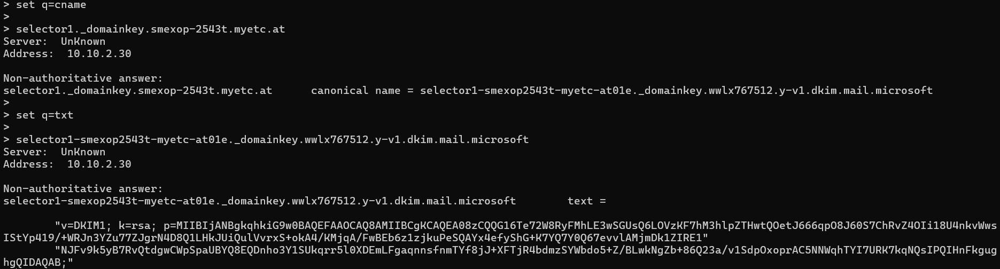 > set q=cname
>
> selector1._domainkey.smexop-2543t.myetc.at
Server:  UnKnown
Address:  10.10.2.30
Non-authoritative answer:
selector1._domainkey.smexop-2543t.myetc.at      canonical name = selector1-smexop2543t-myetc-at01e._domainkey.wwlx767512.y-v1.dkim.mail.microsoft
>
> set q=txt
>
> selector1-smexop2543t-myetc-at01e._domainkey.wwlx767512.y-v1.dkim.mail.microsoft
Server:  UnKnown
Address:  10.10.2.30
Non-authoritative answer:
selector1-smexop2543t-myetc-at01e._domainkey.wwlx767512.y-v1.dkim.mail.microsoft        text =
"v=DKIM1; k=rsa; p=MIIBIjANBgkqhkiG9w0BAQEFAAOCAQ8AMIIBCgKCAQEA08zCQQG16Te72W8RyFMhLE3wSGUsQ6LOVzKF7hM3hlpZTHwtQOetJ666qpO8J60S7ChRvZ4OIi18U4nkvWws
IStYp419/+WRJn3YZu77ZJgrN4D8Q1LHkJUiQulVvrxS+okA4/KMjqA/FwBEb6z1zjkuPeSQAYx4efyShG+K7YQ7Y0Q67evvlAMjmDk1ZIRE1"
"NJFv9k5yB7RvQtdgwCWpSpaUBYQ8EQDnho3Y1SUkqrr5l0XDEmLFgaqnnsfnmTYf8jJ+XFTjR4bdmzSYWbdo5+Z/BLwkNgZb+86Q23a/v1SdpOxoprAC5NNWqhTYI7URK7kqNQsIPQIHnFkgug
hgQIDAQAB;"